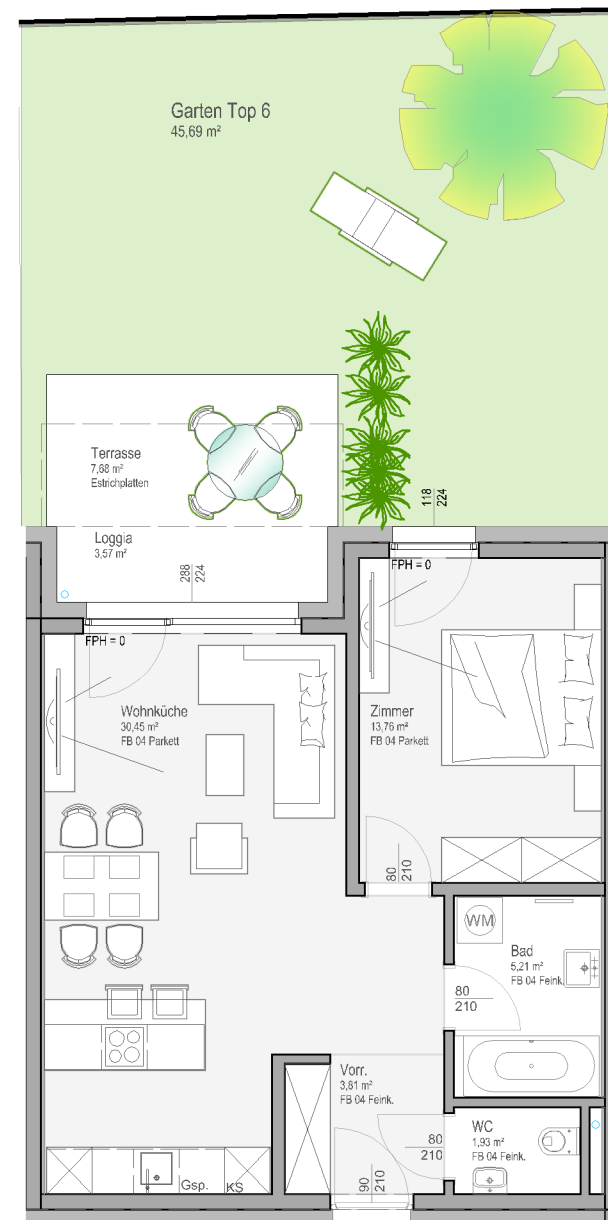 Garten Top 6
45,69 m²
Terrasse
7,68 m²
Estrichplatten
118
224
Loggia
3,57 m²
288
224
FPH = 0
FPH = 0
Wohnküche
30,45 m²
FB 04 Parkett
Zimmer
13,76 m²
FB 04 Parkett
80
210
WM
Bad
5,21 m²
FB 04 Feink.
80
210
Vorr.
3,81 m²
FB 04 Feink.
WC
1,93 m²
FB 04 Feink.
80
210
90
210
Gsp.
KS